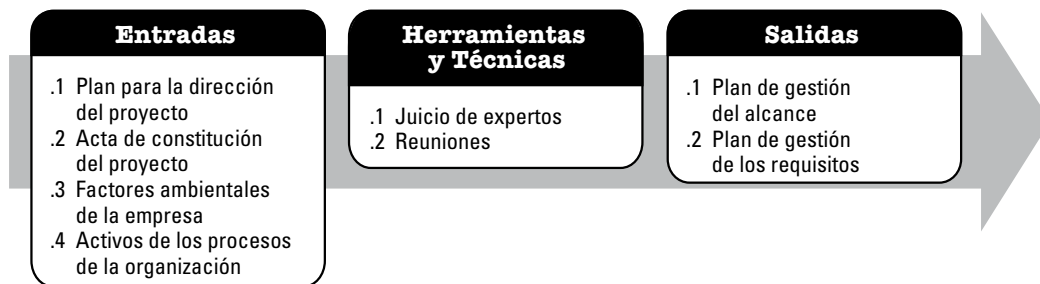 Entradas
.1 Plan para la dirección
del proyecto
.2 Acta de constitución
del proyecto
.3 Factores ambientales
de la empresa
.4 Activos de los procesos
de la organización
Herramientas
y Técnicas
.1 Juicio de expertos
.2 Reuniones
Salidas
.1 Plan de gestión
del alcance
.2 Plan de gestión
de los requisitos